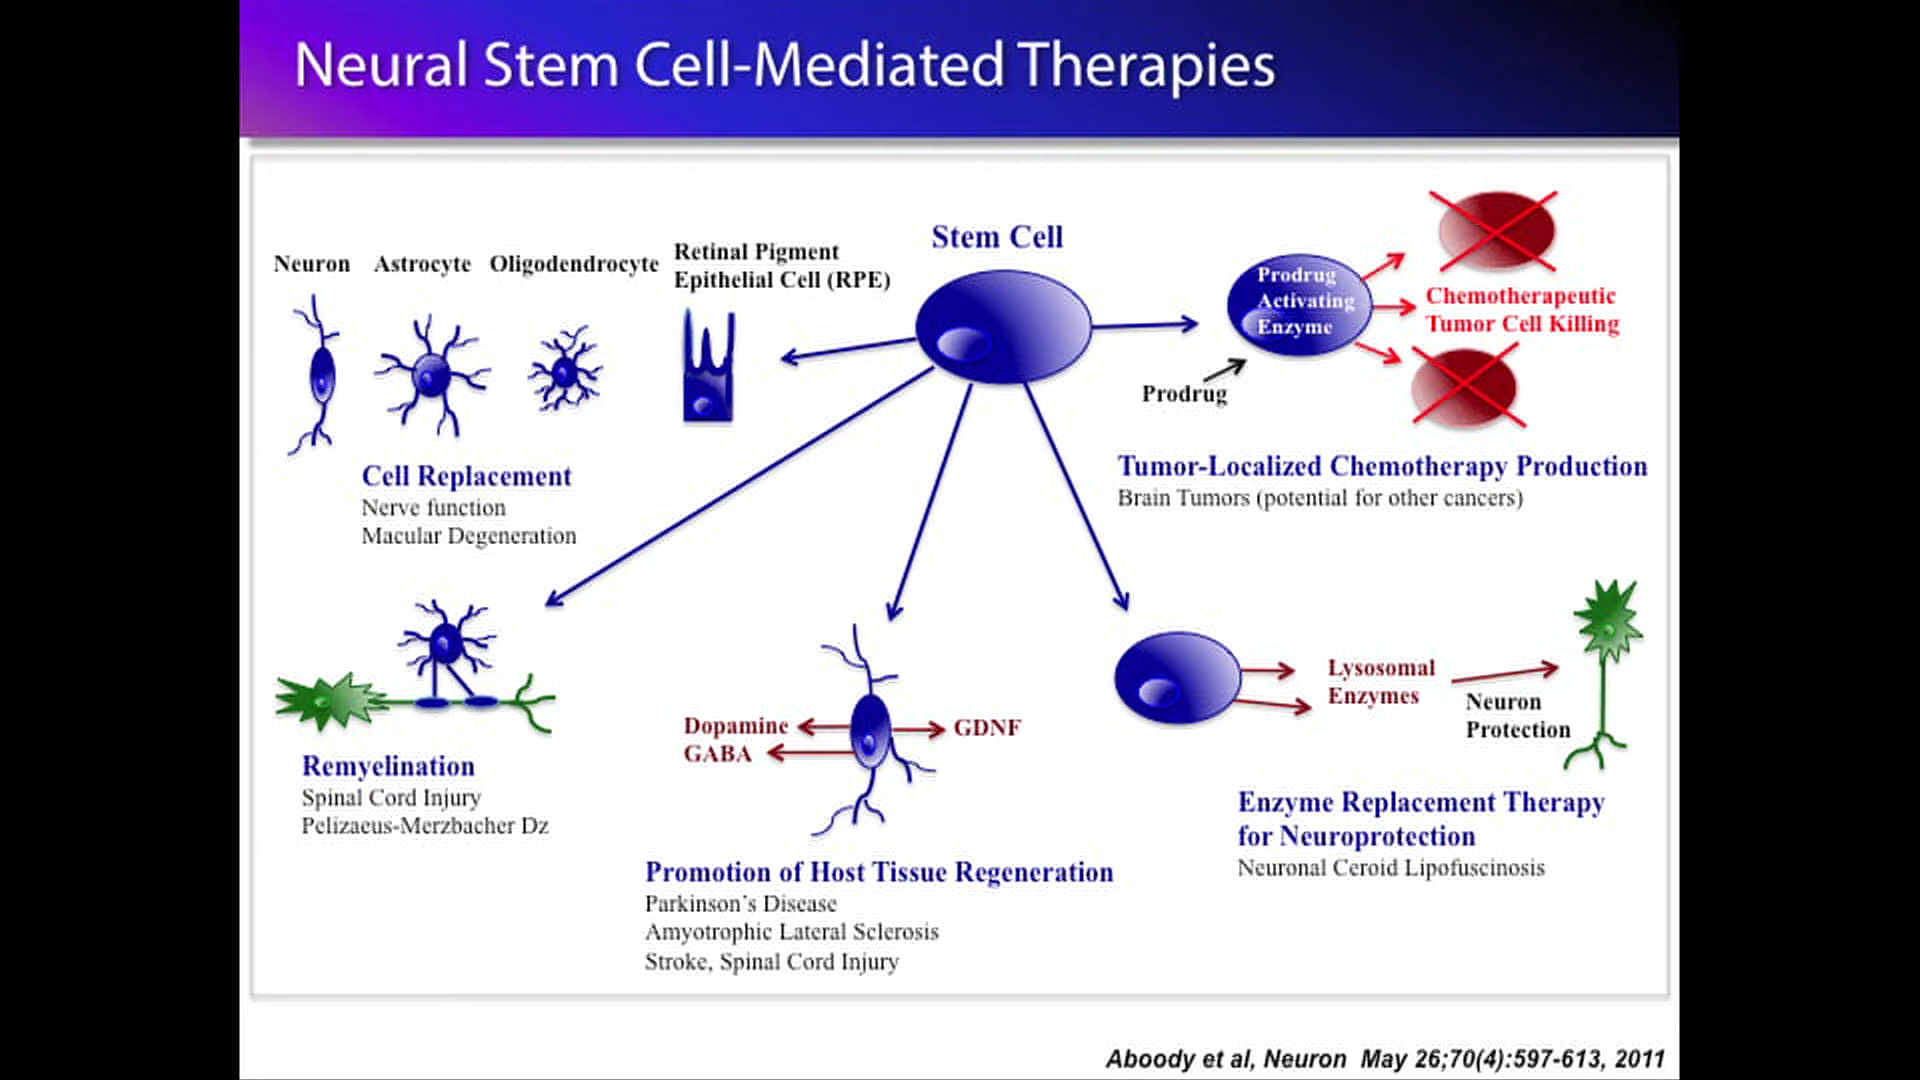 Neural Stem Cell-Mediated Therapies
Neuron
Astrocyte
Oligodendrocyte
Retinal Pigment
Epithelial Cell (RPE)
Cell Replacement
Nerve function
Macular Degeneration
Stem Cell
Prodrug
Activating
Enzyme
Prodrug
Chemotherapeutic
Tumor Cell Killing
Tumor-Localized Chemotherapy Production
Brain Tumors (potential for other cancers)
Remyelination
Spinal Cord Injury
Pelizaeus-Merzbacher Dz
Dopamine
GABA
GDNF
Promotion of Host Tissue Regeneration
Parkinson's Disease
Amyotrophic Lateral Sclerosis
Stroke, Spinal Cord Injury
Lysosomal
Enzymes
Neuron
Protection
Enzyme Replacement Therapy
for Neuroprotection
Neuronal Ceroid Lipofuscinosis
Aboody et al, Neuron May 26;70(4):597-613, 2011